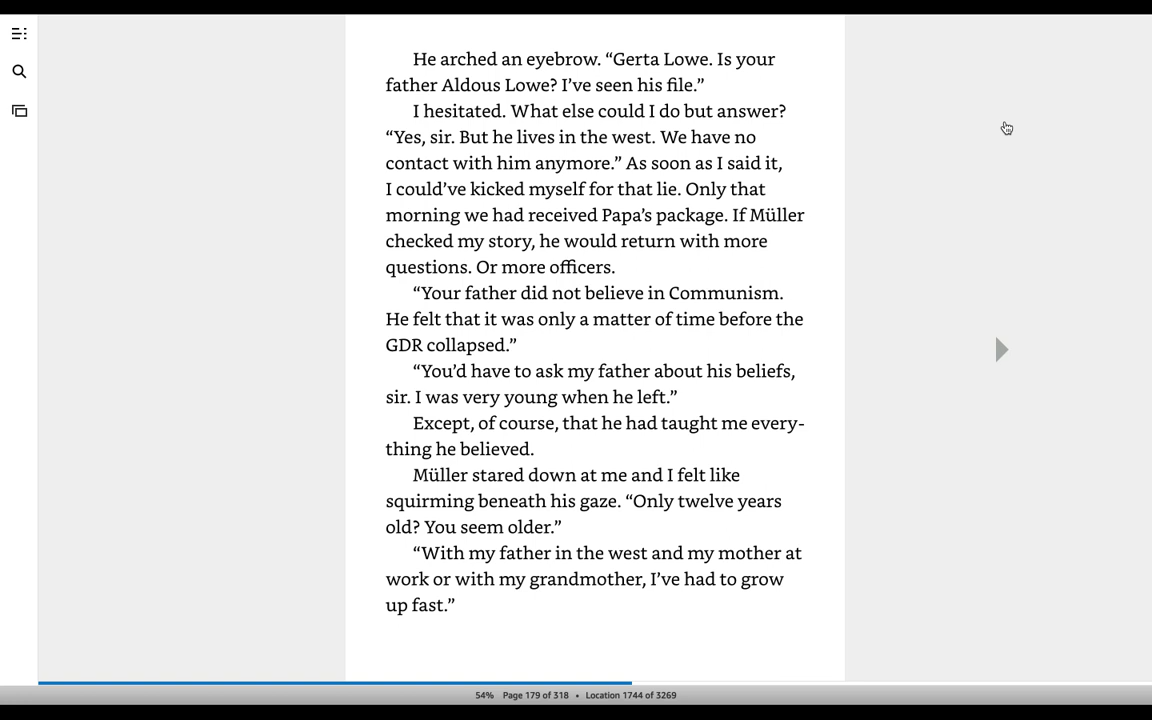 He arched an eyebrow. “Gerta Lowe. Is your
father Aldous Lowe? I’ve seen his file.”
I hesitated. What else could I do but answer?
“Yes, sir. But he lives in the west. We have no
contact with him anymore.” As soon as I said it,
I could’ve kicked myself for that lie. Only that
morning we had received Papa’s package. If Müller
checked my story, he would return with more
questions. Or more officers.
“Your father did not believe in Communism.
He felt that it was only a matter of time before the
GDR collapsed.”
“You’d have to ask my father about his beliefs,
sir. I was very young when he left.”
Except, of course, that he had taught me every-
thing he believed.
Müller stared down at me and I felt like
squirming beneath his gaze. “Only twelve years
old? You seem older.”
“With my father in the west and my mother at
work or with my grandmother, I’ve had to grow
up fast.”
54% Page 179 of 318 • Location 1744 of 3269